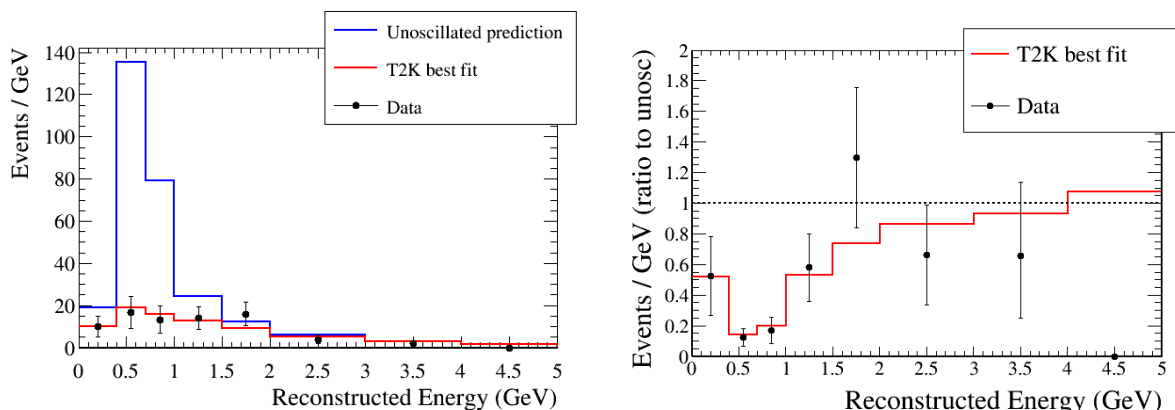 Unoscillated prediction
T2K best fit
Data
Events / GeV
140
120
100
80
60
40
20
0
0 0.5 1 1.5 2 2.5 3 3.5 4 4.5 5
Reconstructed Energy (GeV)
T2K best fit
Data
Events / GeV (ratio to unosc)
2
1.8
1.6
1.4
1.2
1
0.8
0.6
0.4
0.2
0
0 0.5 1 1.5 2 2.5 3 3.5 4 4.5 5
Reconstructed Energy (GeV)